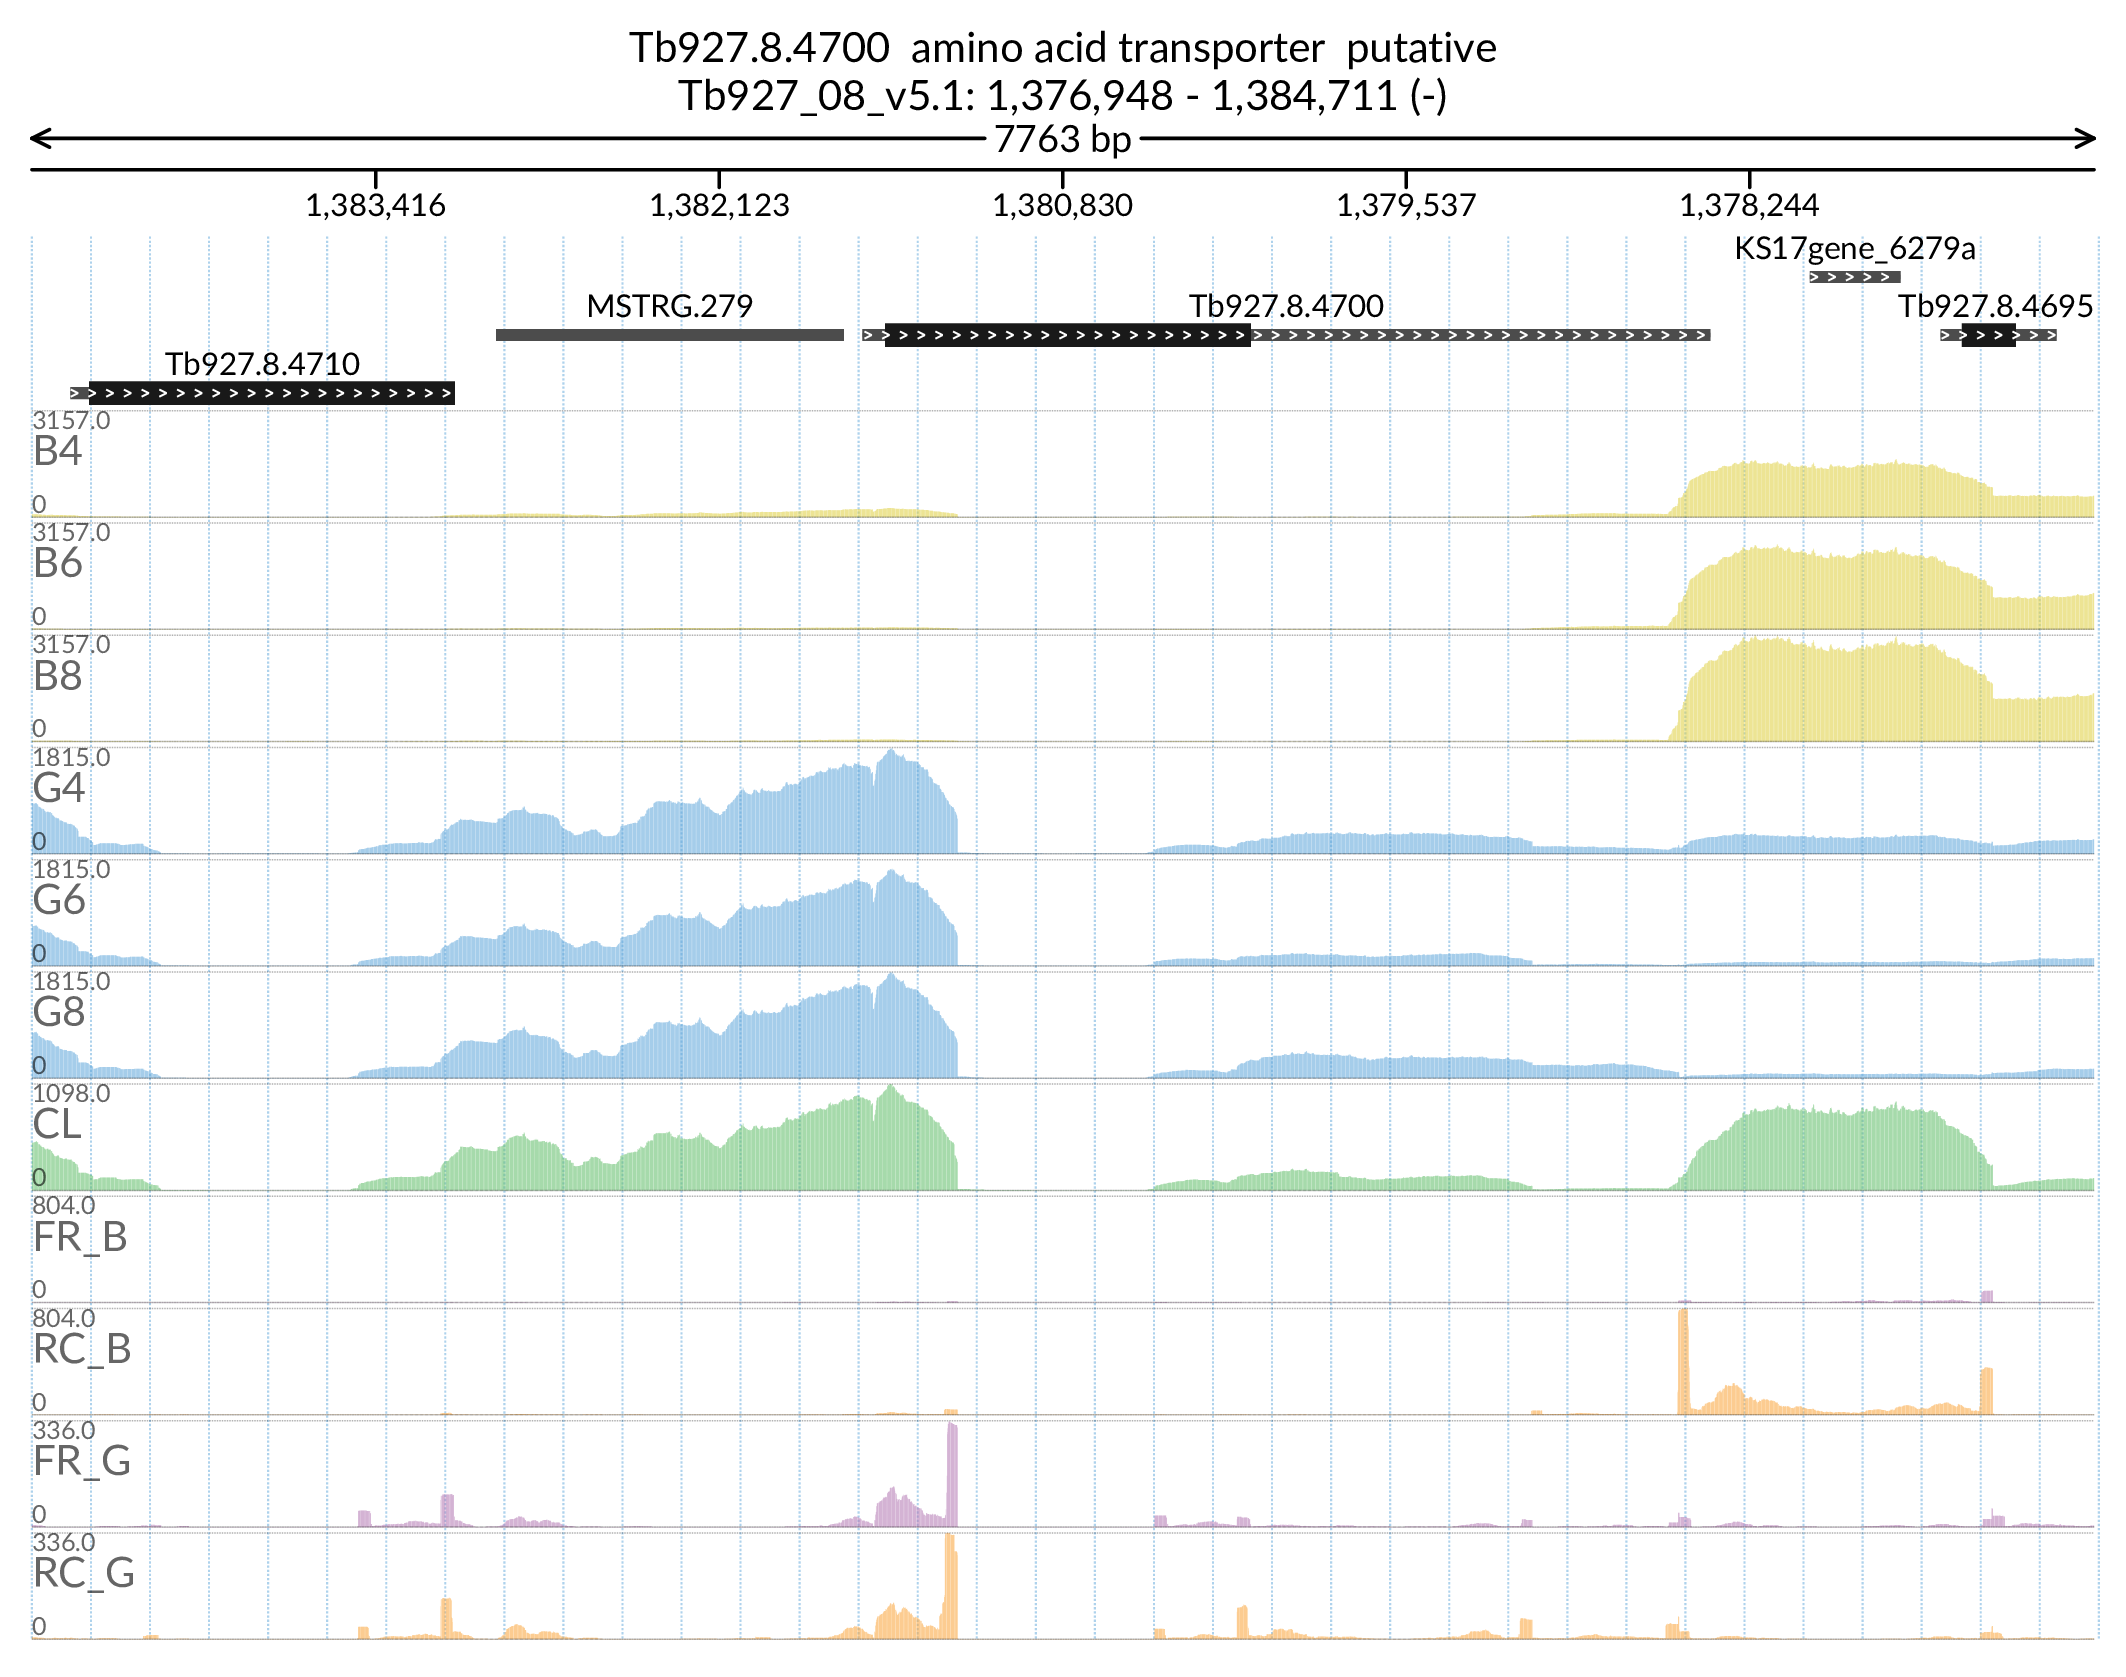 Tb927.8.4700  amino acid transporter  putative
Tb927_08_v5.1: 1,376,948 - 1,384,711 (-)
7763 bp
1,383,416 1,382,123 1,380,830 1,379,537 1,378,244
KS17gene_6279a
MSTRG.279 Tb927.8.4700 Tb927.8.4695
Tb927.8.4710
3157.0
B4
0
3157.0
B6
0
3157.0
B8
0
1815.0
G4
0
1815.0
G6
0
1815.0
G8
0
1098.0
CL
0
804.0
FR_B
0
804.0
RC_B
0
336.0
FR_G
0
336.0
RC_G
0